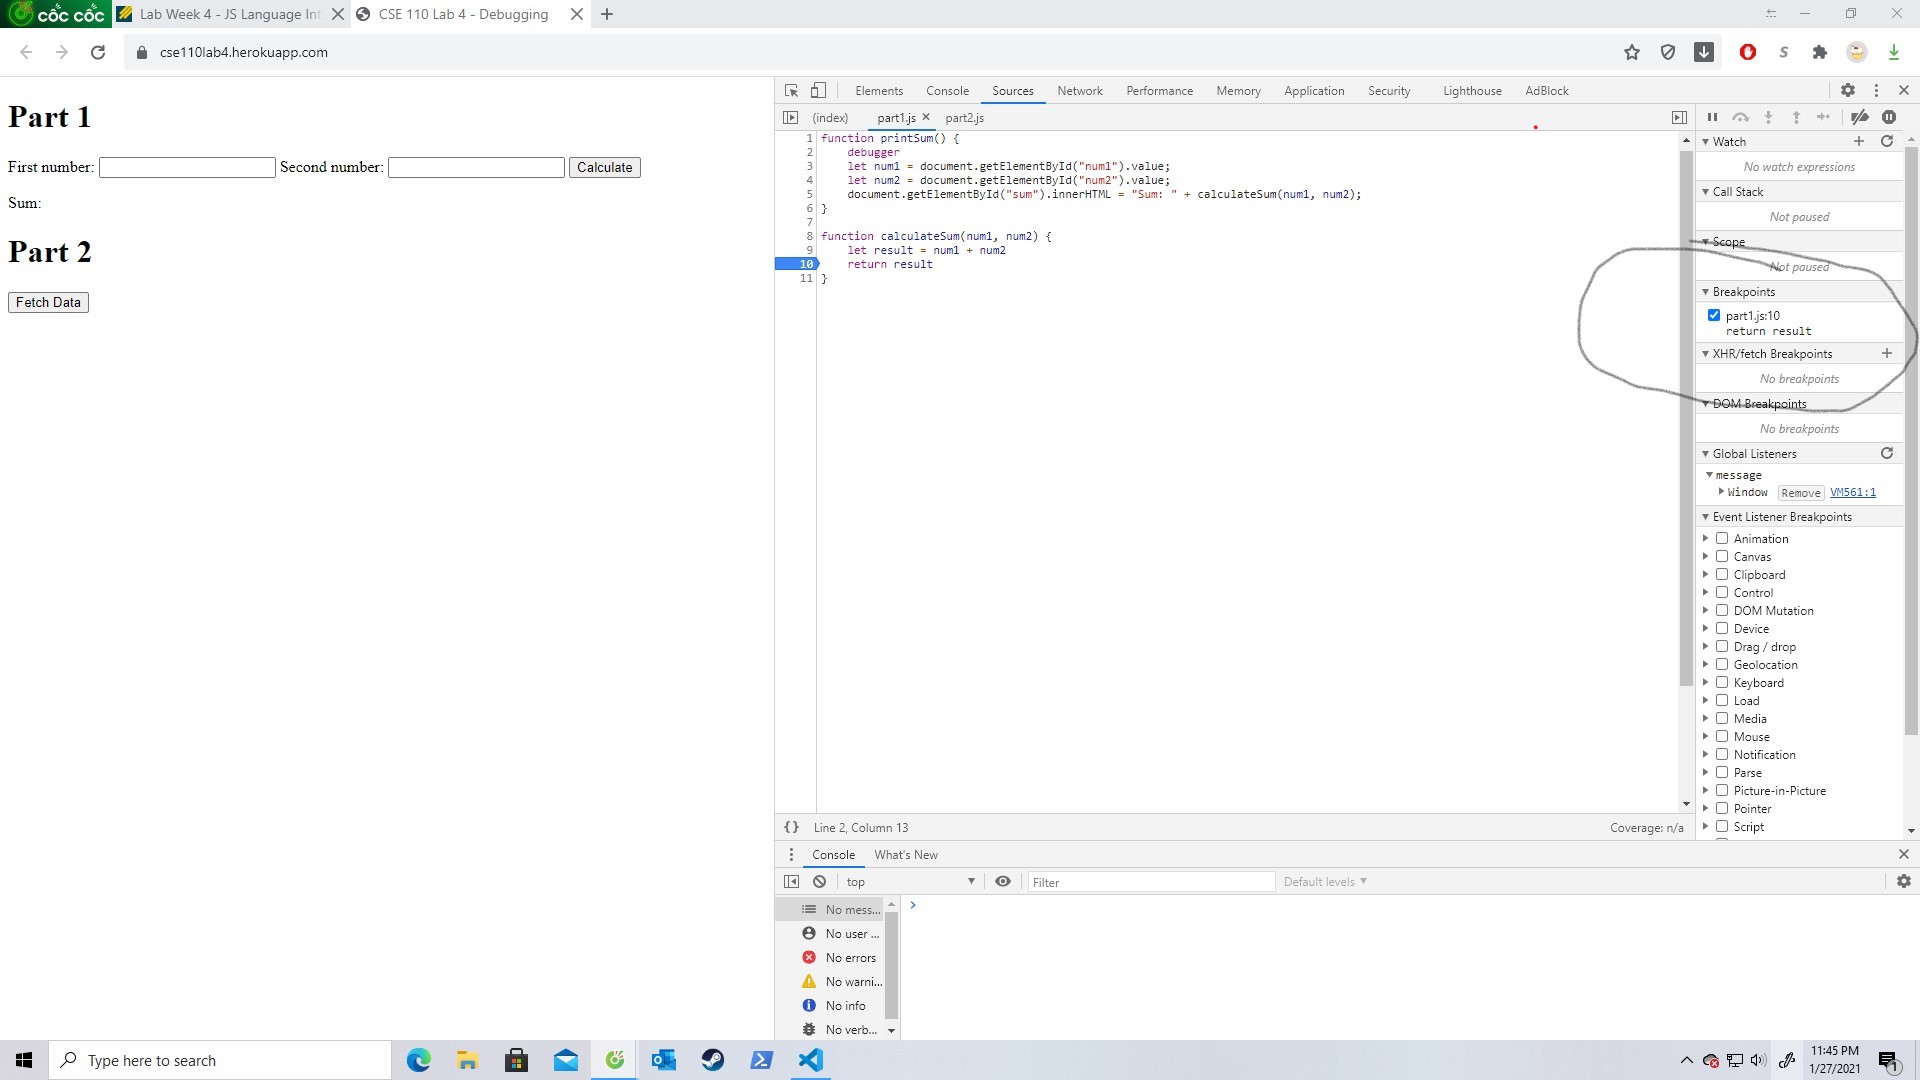 cốc cốc
Lab Week 4 - JS Language Int
CSE 110 Lab 4 - Debugging
cse110lab4.herokuapp.com
Part 1
First number: Second number: Calculate
Sum:
Part 2
Fetch Data
Elements Console Sources Network Performance Memory Application Security Lighthouse AdBlock
(index) part1.js part2.js
1 function printSum() {
2 debugger
3 let num1 = document.getElementById("num1").value;
4 let num2 = document.getElementById("num2").value;
5 document.getElementById("sum").innerHTML = "Sum: " + calculateSum(num1, num2);
6 }
7
8 function calculateSum(num1, num2) {
9 let result = num1 + num2
10 return result
11 }
Line 2, Column 13 Coverage: n/a
Watch
No watch expressions
Call Stack
Not paused
Scope
Not paused
Breakpoints
part1.js:10
return result
XHR/fetch Breakpoints
No breakpoints
DOM Breakpoints
No breakpoints
Global Listeners
message
Window Remove VM561:1
Event Listener Breakpoints
Animation
Canvas
Clipboard
Control
DOM Mutation
Device
Drag / drop
Geolocation
Keyboard
Load
Media
Mouse
Notification
Parse
Picture-in-Picture
Pointer
Script
Console What's New
top Filter Default levels
No mess...
No user ...
No errors
No warni...
No info
No verb...
Type here to search
11:45 PM
1/27/2021
1